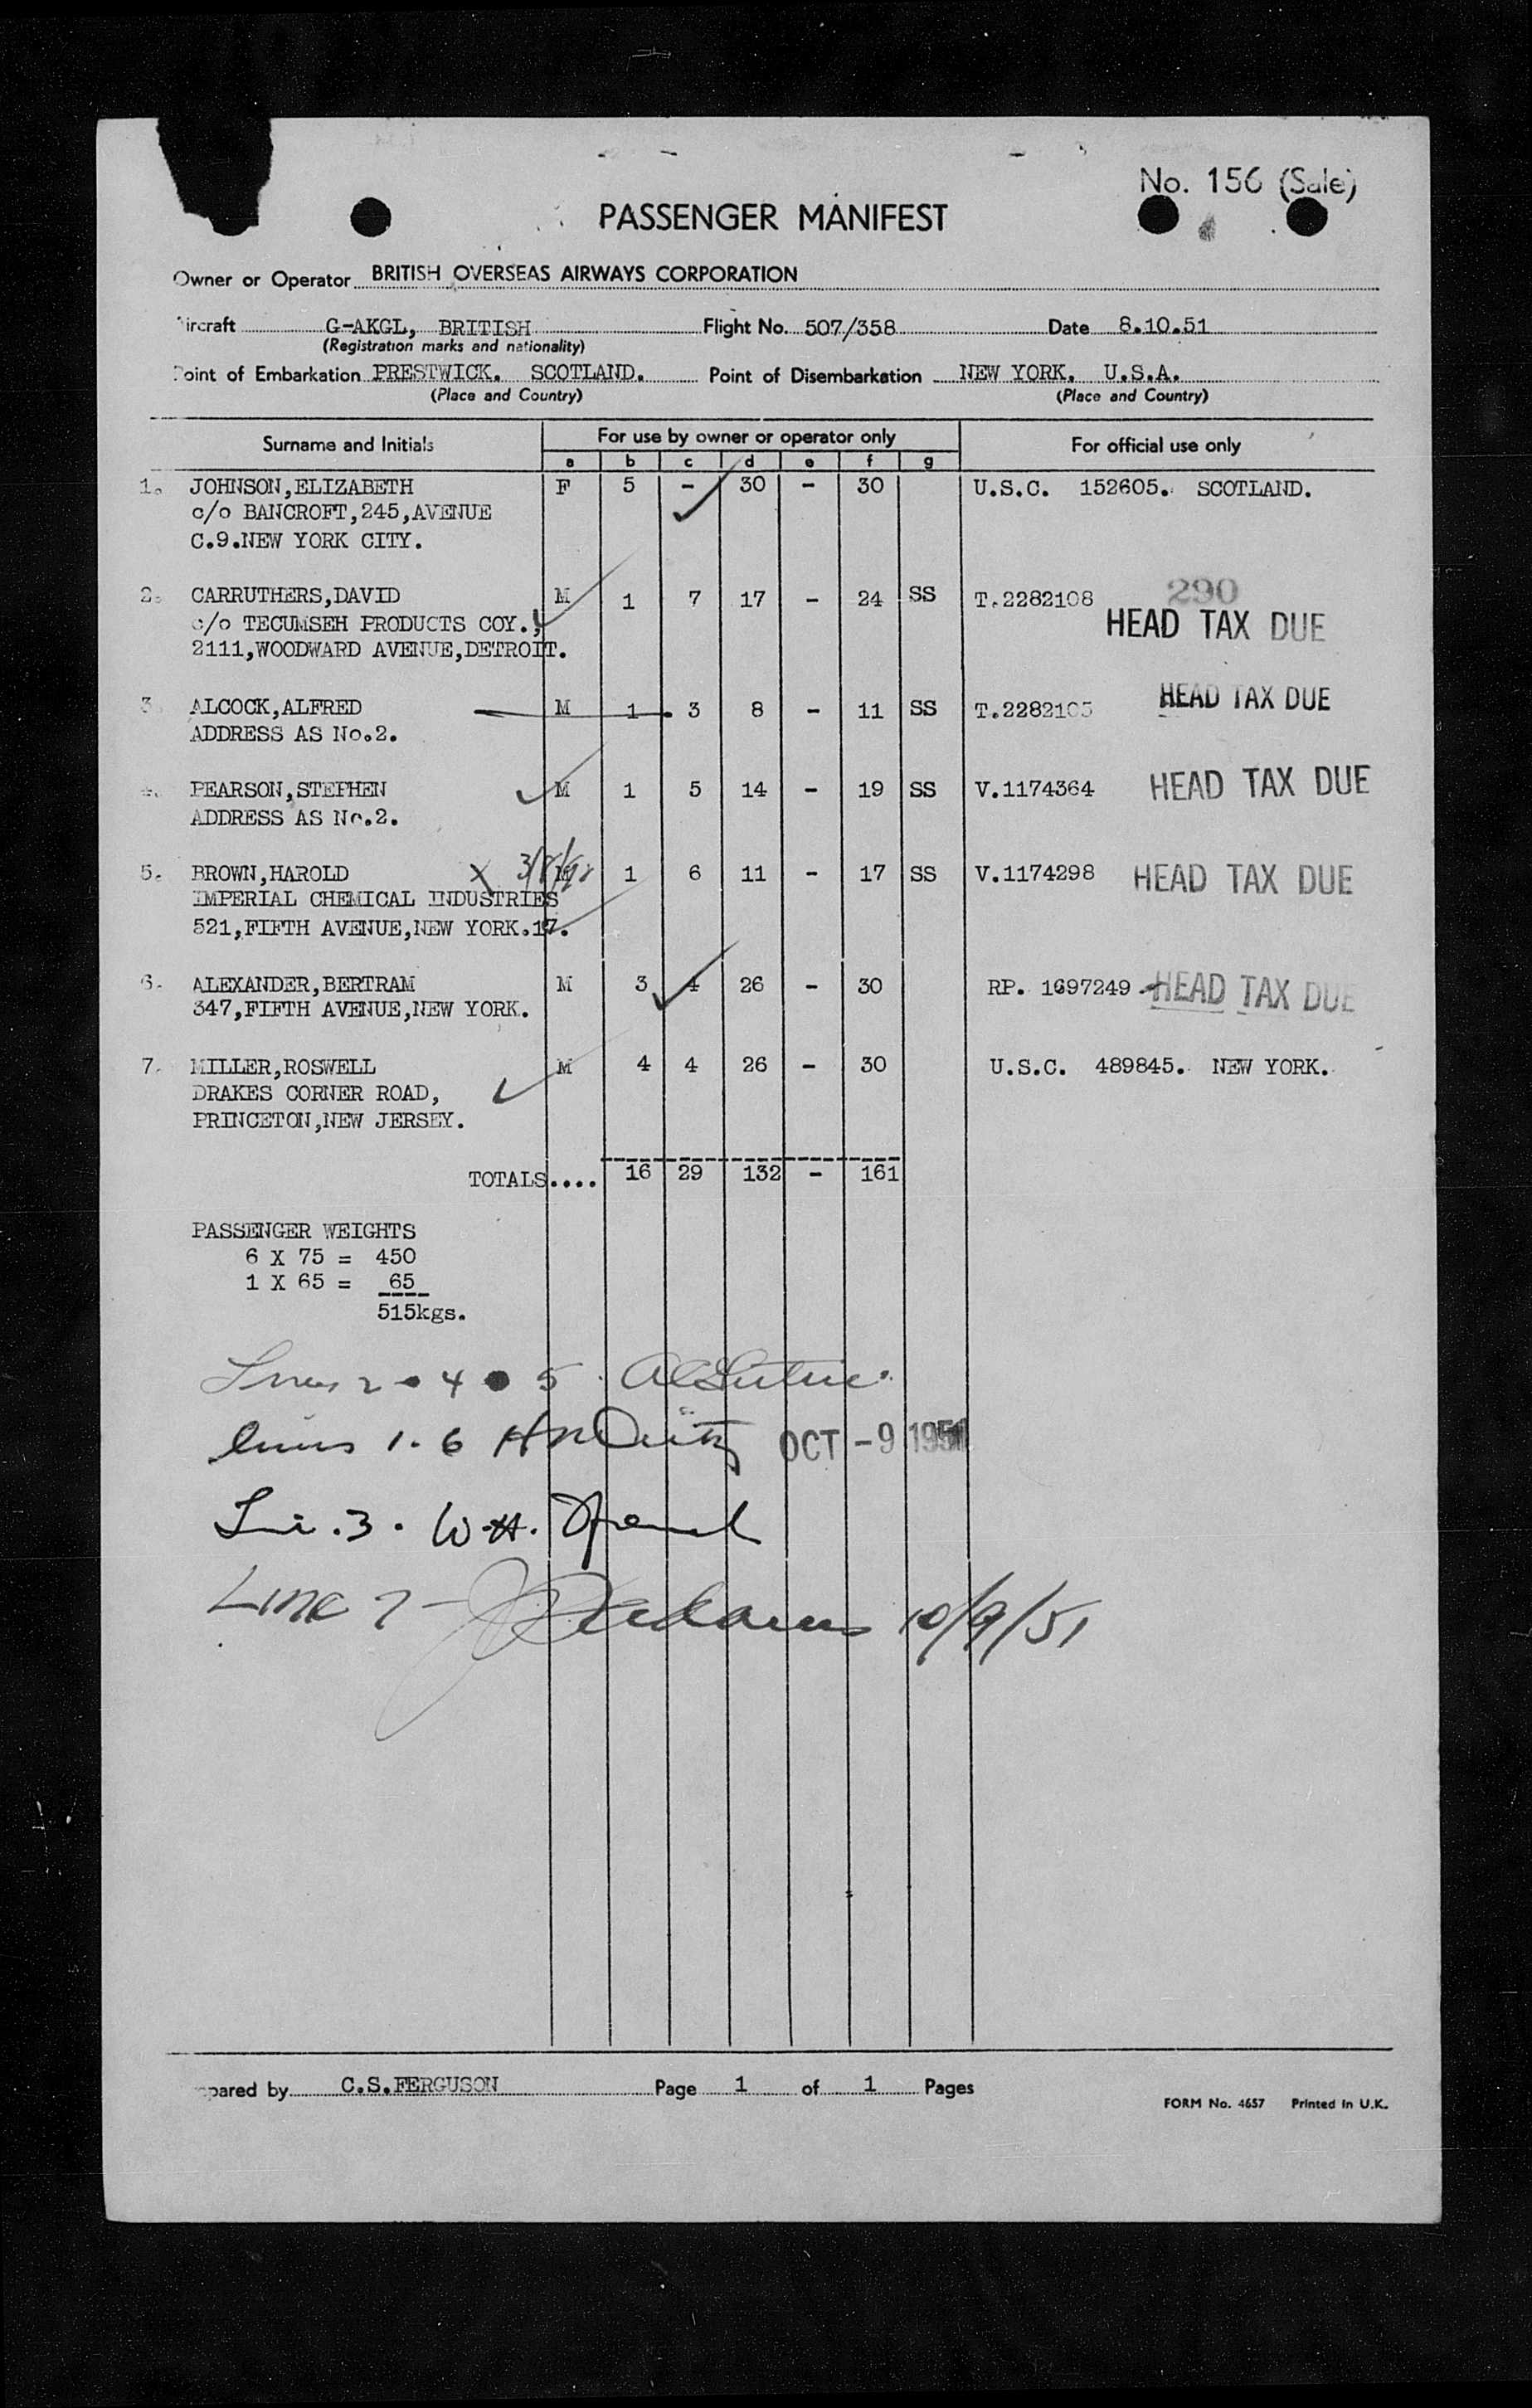 No. 156 (Sale)
PASSENGER MANIFEST
Owner or Operator BRITISH OVERSEAS AIRWAYS CORPORATION
ircraft G-AKGL, BRITISH Flight No. 507/358 Date 8.10.51
(Registration marks and nationality)
oint of Embarkation PRESTWICK. SCOTLAND. Point of Disembarkation NEW YORK. U.S.A.
(Place and Country) (Place and Country)
Surname and Initials For use by owner or operator only For official use only
a b c d e f g
1. JOHNSON,ELIZABETH F 5 - 30 - 30 U.S.C. 152605. SCOTLAND.
c/o BANCROFT,245,AVENUE
C.9.NEW YORK CITY.
290
2. CARRUTHERS,DAVID M 1 7 17 - 24 SS T.2282108
c/o TECUMSEH PRODUCTS COY., HEAD TAX DUE
2111,WOODWARD AVENUE,DETROIT.
3. ALCOCK,ALFRED M 1 3 8 - 11 SS T.2282105 HEAD TAX DUE
ADDRESS AS No.2.
4. PEARSON,STEPHEN M 1 5 14 - 19 SS V.1174364 HEAD TAX DUE
ADDRESS AS No.2.
5. BROWN,HAROLD X M 1 6 11 - 17 SS V.1174298 HEAD TAX DUE
IMPERIAL CHEMICAL INDUSTRIES
521,FIFTH AVENUE,NEW YORK.17.
6. ALEXANDER,BERTRAM M 3 4 26 - 30 RP. 1697249 HEAD TAX DUE
347,FIFTH AVENUE,NEW YORK.
7. MILLER,ROSWELL M 4 4 26 - 30 U.S.C. 489845. NEW YORK.
DRAKES CORNER ROAD,
PRINCETON,NEW JERSEY.
TOTALS.... 16 29 132 - 161
PASSENGER WEIGHTS
6 X 75 = 450
1 X 65 = 65
515kgs.
Lines 2 4 5
lines 1. 6 OCT -9 1951
3. W.H.
Line 7 - 10/9/51
pared by C.S.FERGUSON Page 1 of 1 Pages
FORM No. 4657 Printed in U.K.